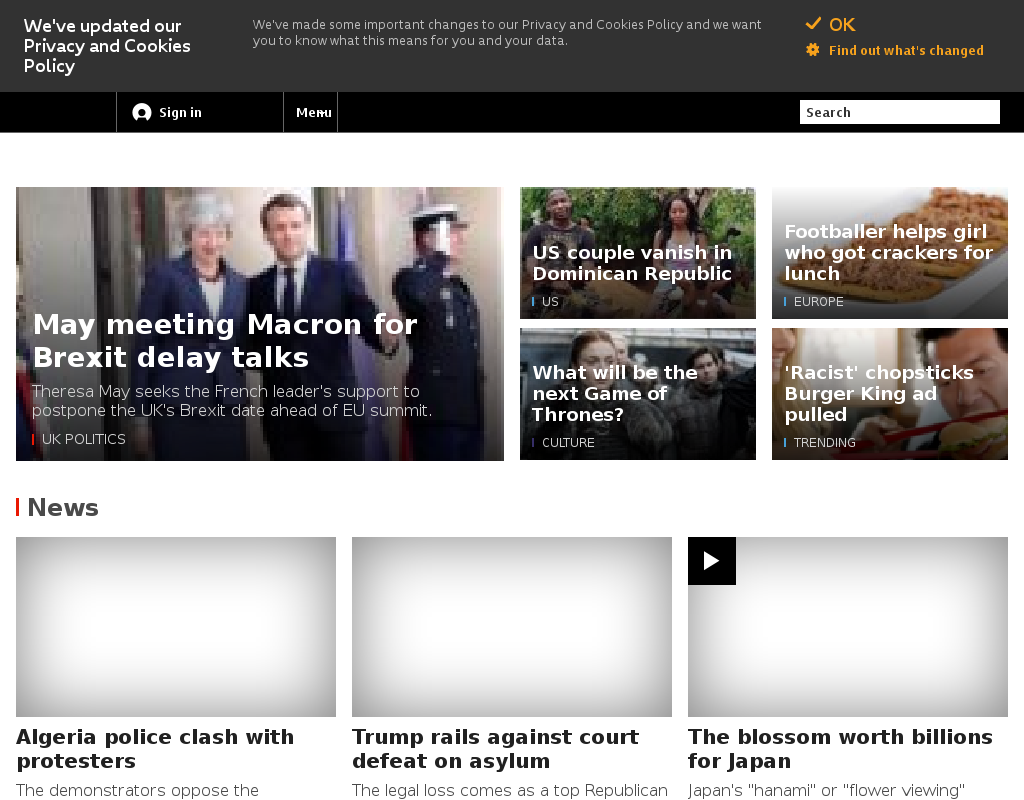 We've updated our
Privacy and Cookies
Policy
We've made some important changes to our Privacy and Cookies Policy and we want
you to know what this means for you and your data.
OK
Find out what's changed
Sign in
Menu
Search
May meeting Macron for
Brexit delay talks
Theresa May seeks the French leader's support to
postpone the UK's Brexit date ahead of EU summit.
UK POLITICS
US couple vanish in
Dominican Republic
US
Footballer helps girl
who got crackers for
lunch
EUROPE
What will be the
next Game of
Thrones?
CULTURE
'Racist' chopsticks
Burger King ad
pulled
TRENDING
News
Algeria police clash with
protesters
The demonstrators oppose the
Trump rails against court
defeat on asylum
The legal loss comes as a top Republican
The blossom worth billions
for Japan
Japan's "hanami" or "flower viewing"